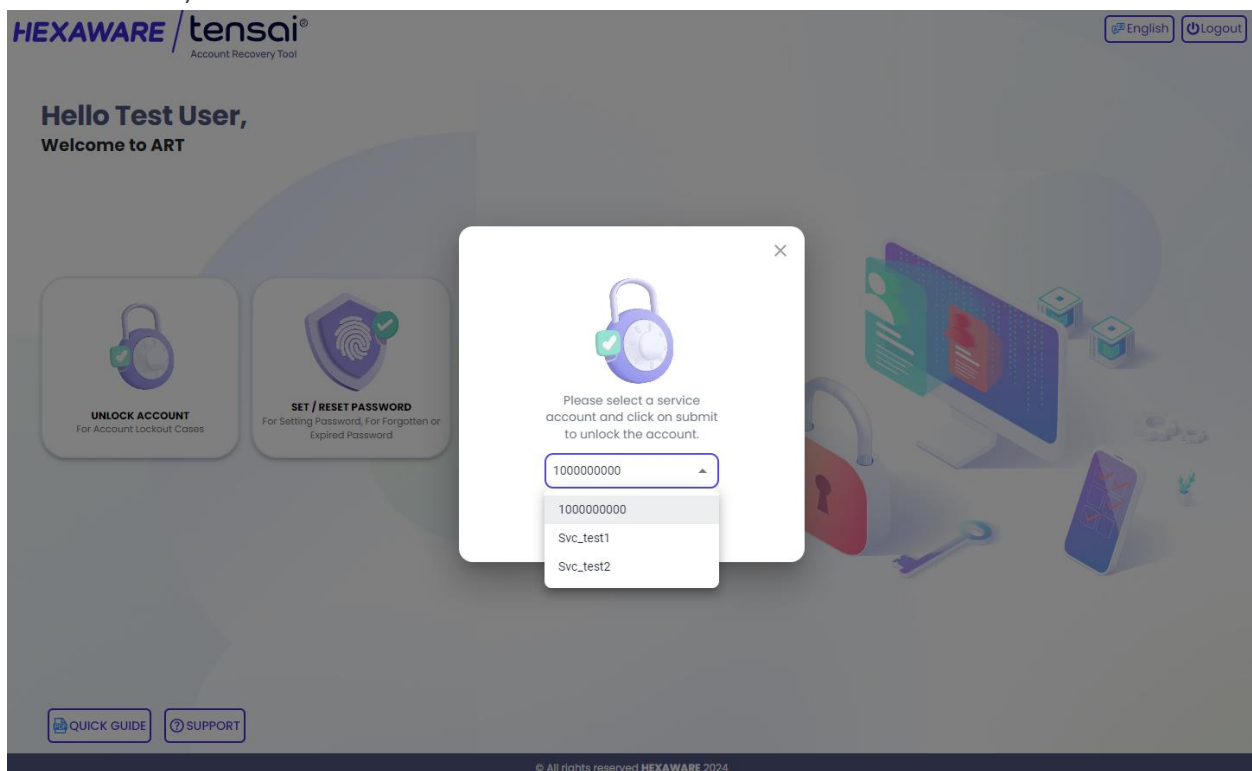 HEXAWARE / tensai®
Account Recovery Tool
English
Logout
Hello Test User,
Welcome to ART
UNLOCK ACCOUNT
For Account Lockout Cases
SET / RESET PASSWORD
For Setting Password, For Forgotten or
Expired Password
Please select a service
account and click on submit
to unlock the account.
1000000000
1000000000
Svc_test1
Svc_test2
QUICK GUIDE
SUPPORT
© All rights reserved HEXAWARE 2024